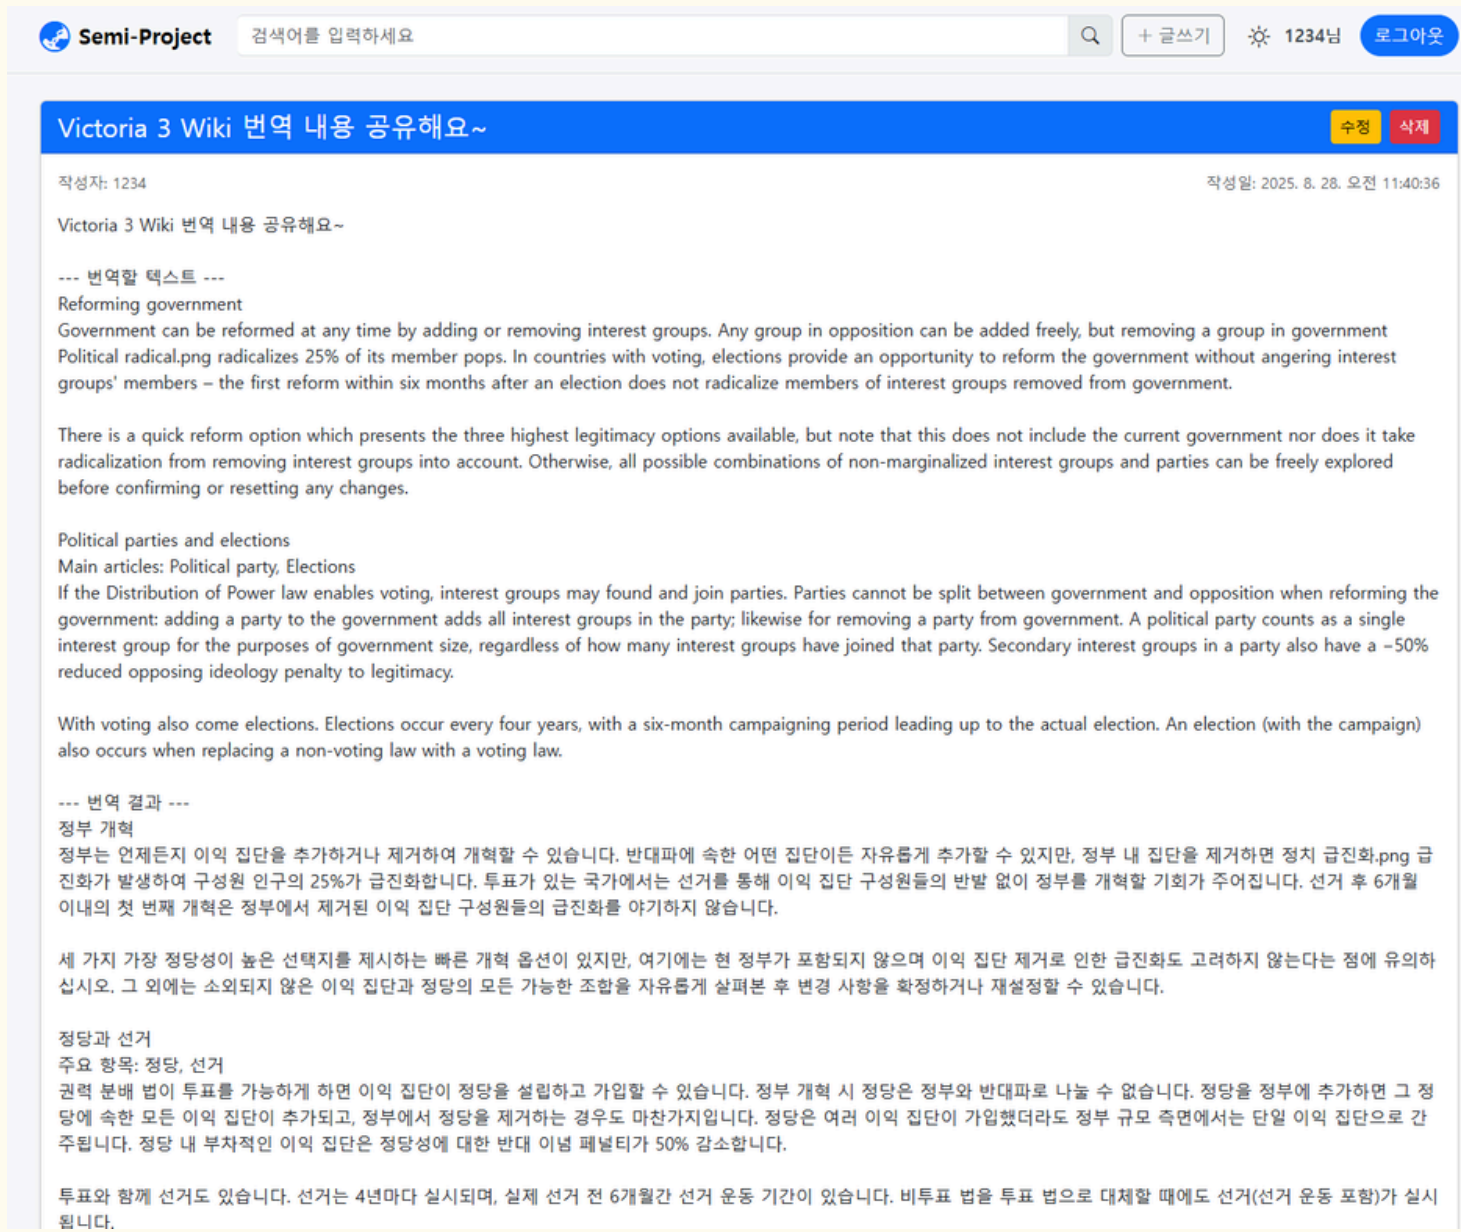 Semi-Project
검색어를 입력하세요
+ 글쓰기
1234님
로그아웃
Victoria 3 Wiki 번역 내용 공유해요~
수정
삭제
작성자: 1234
작성일: 2025. 8. 28. 오전 11:40:36
Victoria 3 Wiki 번역 내용 공유해요~
--- 번역할 텍스트 ---
Reforming government
Government can be reformed at any time by adding or removing interest groups. Any group in opposition can be added freely, but removing a group in government
Political radical.png radicalizes 25% of its member pops. In countries with voting, elections provide an opportunity to reform the government without angering interest
groups' members – the first reform within six months after an election does not radicalize members of interest groups removed from government.
There is a quick reform option which presents the three highest legitimacy options available, but note that this does not include the current government nor does it take
radicalization from removing interest groups into account. Otherwise, all possible combinations of non-marginalized interest groups and parties can be freely explored
before confirming or resetting any changes.
Political parties and elections
Main articles: Political party, Elections
If the Distribution of Power law enables voting, interest groups may found and join parties. Parties cannot be split between government and opposition when reforming the
government: adding a party to the government adds all interest groups in the party; likewise for removing a party from government. A political party counts as a single
interest group for the purposes of government size, regardless of how many interest groups have joined that party. Secondary interest groups in a party also have a −50%
reduced opposing ideology penalty to legitimacy.
With voting also come elections. Elections occur every four years, with a six-month campaigning period leading up to the actual election. An election (with the campaign)
also occurs when replacing a non-voting law with a voting law.
--- 번역 결과 ---
정부 개혁
정부는 언제든지 이익 집단을 추가하거나 제거하여 개혁할 수 있습니다. 반대파에 속한 어떤 집단이든 자유롭게 추가할 수 있지만, 정부 내 집단을 제거하면 정치 급진화.png 급
진화가 발생하여 구성원 인구의 25%가 급진화합니다. 투표가 있는 국가에서는 선거를 통해 이익 집단 구성원들의 반발 없이 정부를 개혁할 기회가 주어집니다. 선거 후 6개월
이내의 첫 번째 개혁은 정부에서 제거된 이익 집단 구성원들의 급진화를 야기하지 않습니다.
세 가지 가장 정당성이 높은 선택지를 제시하는 빠른 개혁 옵션이 있지만, 여기에는 현 정부가 포함되지 않으며 이익 집단 제거로 인한 급진화도 고려하지 않는다는 점에 유의하
십시오. 그 외에는 소외되지 않은 이익 집단과 정당의 모든 가능한 조합을 자유롭게 살펴본 후 변경 사항을 확정하거나 재설정할 수 있습니다.
정당과 선거
주요 항목: 정당, 선거
권력 분배 법이 투표를 가능하게 하면 이익 집단이 정당을 설립하고 가입할 수 있습니다. 정부 개혁 시 정당은 정부와 반대파로 나눌 수 없습니다. 정당을 정부에 추가하면 그 정
당에 속한 모든 이익 집단이 추가되고, 정부에서 정당을 제거하는 경우도 마찬가지입니다. 정당은 여러 이익 집단이 가입했더라도 정부 규모 측면에서는 단일 이익 집단으로 간
주됩니다. 정당 내 부차적인 이익 집단은 정당성에 대한 반대 이념 페널티가 50% 감소합니다.
투표와 함께 선거도 있습니다. 선거는 4년마다 실시되며, 실제 선거 전 6개월간 선거 운동 기간이 있습니다. 비투표 법을 투표 법으로 대체할 때에도 선거(선거 운동 포함)가 실시
됩니다.